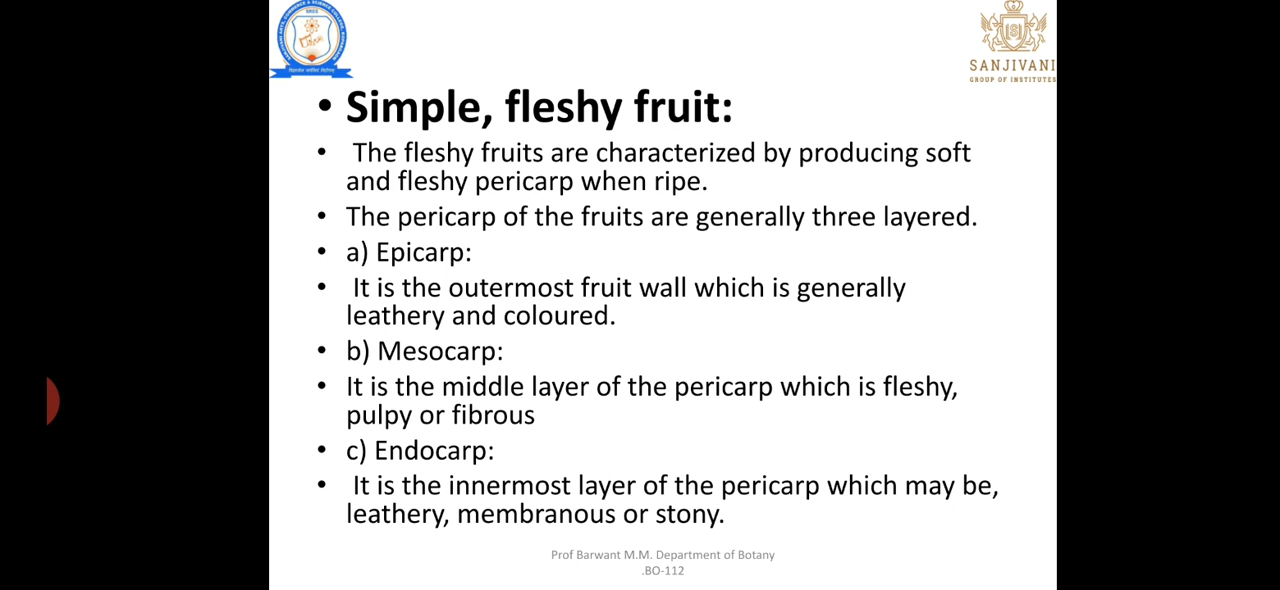 SANJIVANI
GROUP OF INSTITUTES
• Simple, fleshy fruit:
• The fleshy fruits are characterized by producing soft
and fleshy pericarp when ripe.
• The pericarp of the fruits are generally three layered.
• a) Epicarp:
• It is the outermost fruit wall which is generally
leathery and coloured.
• b) Mesocarp:
• It is the middle layer of the pericarp which is fleshy,
pulpy or fibrous
• c) Endocarp:
• It is the innermost layer of the pericarp which may be,
leathery, membranous or stony.
Prof Barwant M.M. Department of Botany
.BO-112